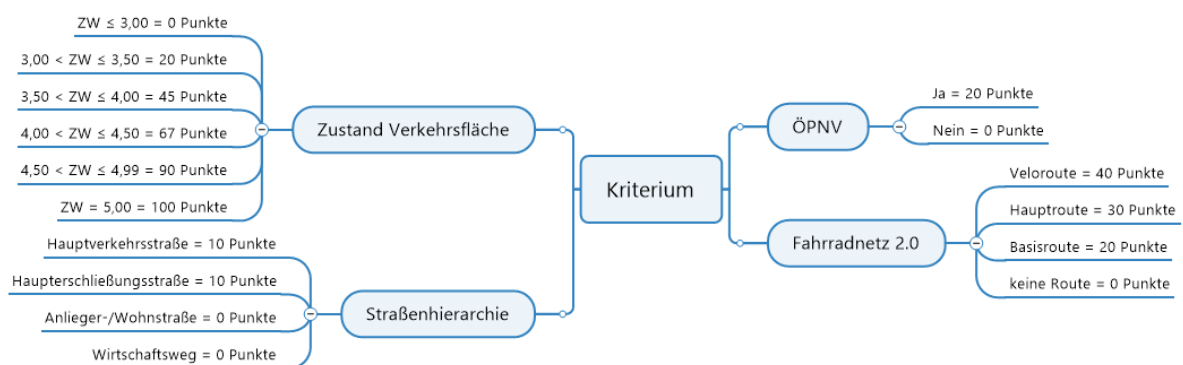 ZW ≤ 3,00 = 0 Punkte
3,00 < ZW ≤ 3,50 = 20 Punkte
3,50 < ZW ≤ 4,00 = 45 Punkte
4,00 < ZW ≤ 4,50 = 67 Punkte
4,50 < ZW ≤ 4,99 = 90 Punkte
ZW = 5,00 = 100 Punkte
Zustand Verkehrsfläche
Hauptverkehrsstraße = 10 Punkte
Haupterschließungsstraße = 10 Punkte
Anlieger-/Wohnstraße = 0 Punkte
Wirtschaftsweg = 0 Punkte
Straßenhierarchie
Kriterium
ÖPNV
Ja = 20 Punkte
Nein = 0 Punkte
Fahrradnetz 2.0
Veloroute = 40 Punkte
Hauptroute = 30 Punkte
Basisroute = 20 Punkte
keine Route = 0 Punkte